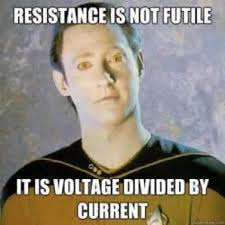 RESISTANCE IS NOT FUTILE
IT IS VOLTAGE DIVIDED BY
CURRENT